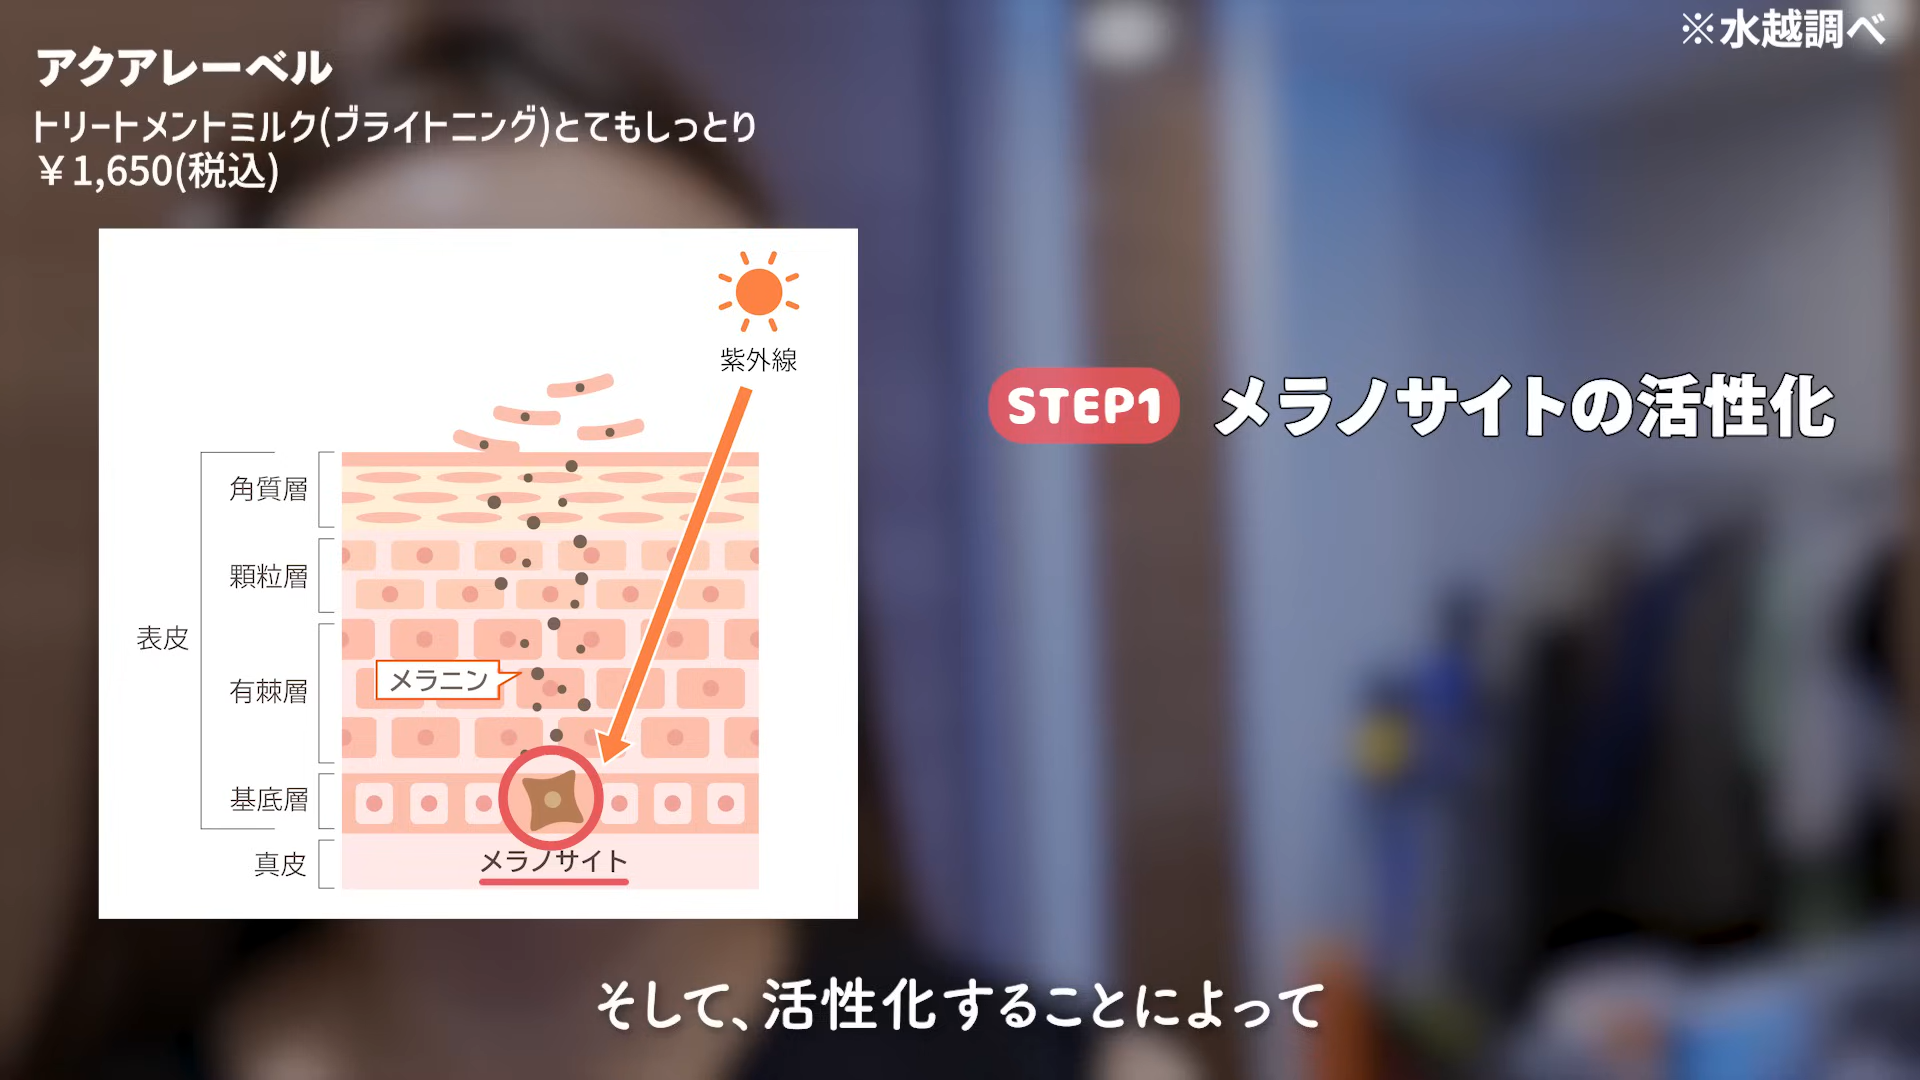 ※水越調べ
アクアレーベル
トリートメントミルク(ブライトニング)とてもしっとり
￥1,650(税込)
紫外線
STEP1 メラノサイトの活性化
角質層
顆粒層
表皮
有棘層
メラニン
基底層
真皮
メラノサイト
そして、活性化することによって